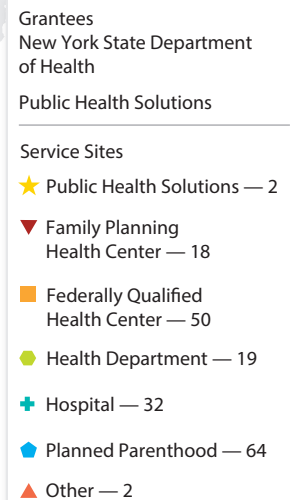 Grantees
New York State Department
of Health
Public Health Solutions
Service Sites
Public Health Solutions — 2
Family Planning
Health Center — 18
Federally Qualified
Health Center — 50
Health Department — 19
Hospital — 32
Planned Parenthood — 64
Other — 2